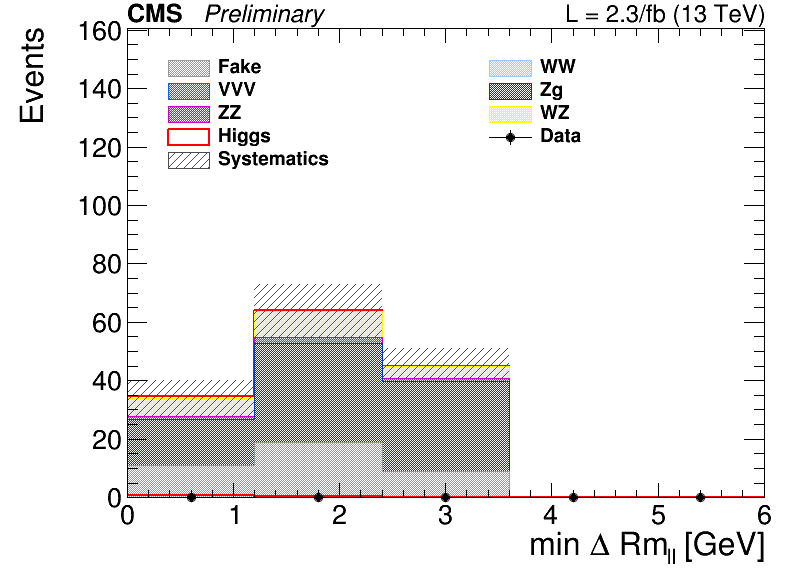 CMS Preliminary L = 2.3/fb (13 TeV)
Events
160
140
120
100
80
60
40
20
0
Fake WW
VVV Zg
ZZ WZ
Higgs Data
Systematics
0 1 2 3 4 5 6
min Δ Rm_ll [GeV]